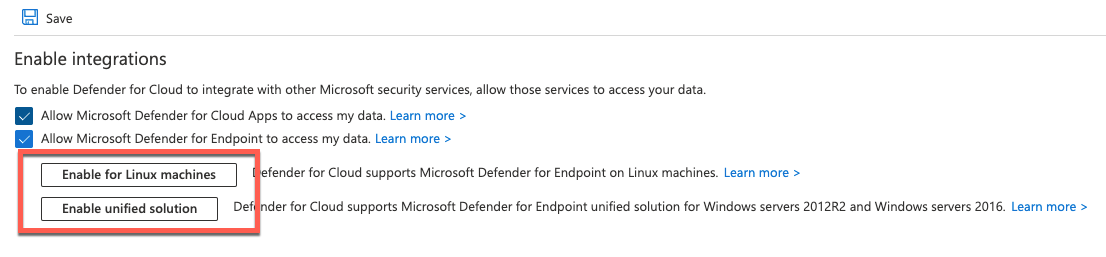 Save
Enable integrations
To enable Defender for Cloud to integrate with other Microsoft security services, allow those services to access your data.
Allow Microsoft Defender for Cloud Apps to access my data. Learn more >
Allow Microsoft Defender for Endpoint to access my data. Learn more >
Enable for Linux machines Defender for Cloud supports Microsoft Defender for Endpoint on Linux machines. Learn more >
Enable unified solution Defender for Cloud supports Microsoft Defender for Endpoint unified solution for Windows servers 2012R2 and Windows servers 2016. Learn more >